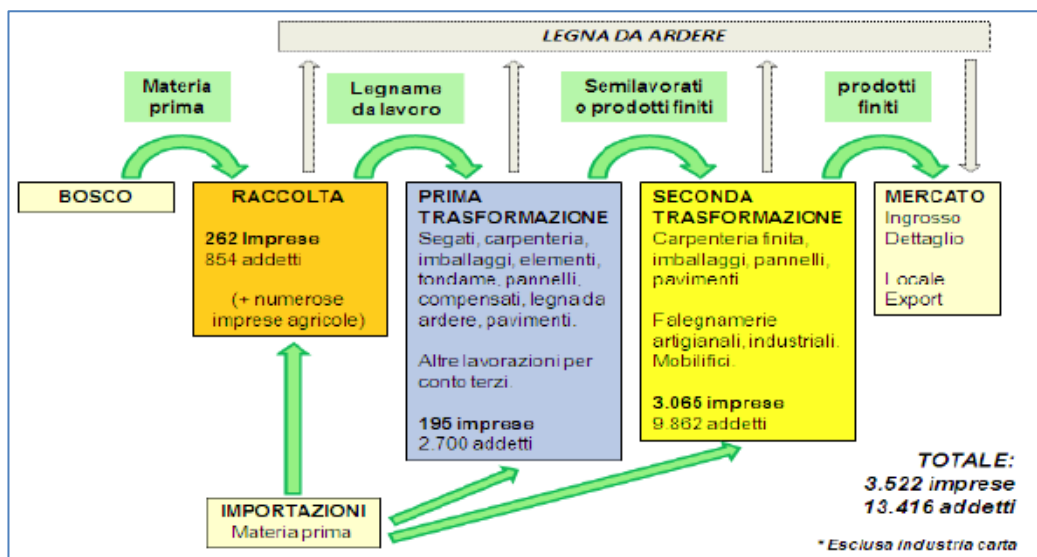 LEGNA DA ARDERE
Materia
prima
Legname
da lavoro
Semilavorati
o prodotti finiti
prodotti
finiti
BOSCO
RACCOLTA
262 Imprese
854 addetti
(+ numerose
imprese agricole)
PRIMA
TRASFORMAZIONE
Segati, carpenteria,
imballaggi, elementi,
tondame, pannelli,
compensati, legna da
ardere, pavimenti.
Altre lavorazioni per
conto terzi.
195 imprese
2.700 addetti
SECONDA
TRASFORMAZIONE
Carpenteria finita,
imballaggi, pannelli,
pavimenti
Falegnamerie
artigianali, industriali.
Mobilifici.
3.065 imprese
9.862 addetti
MERCATO
Ingrosso
Dettaglio
Locale
Export
IMPORTAZIONI
Materia prima
TOTALE:
3.522 imprese
13.416 addetti
* Esclusa industria carta